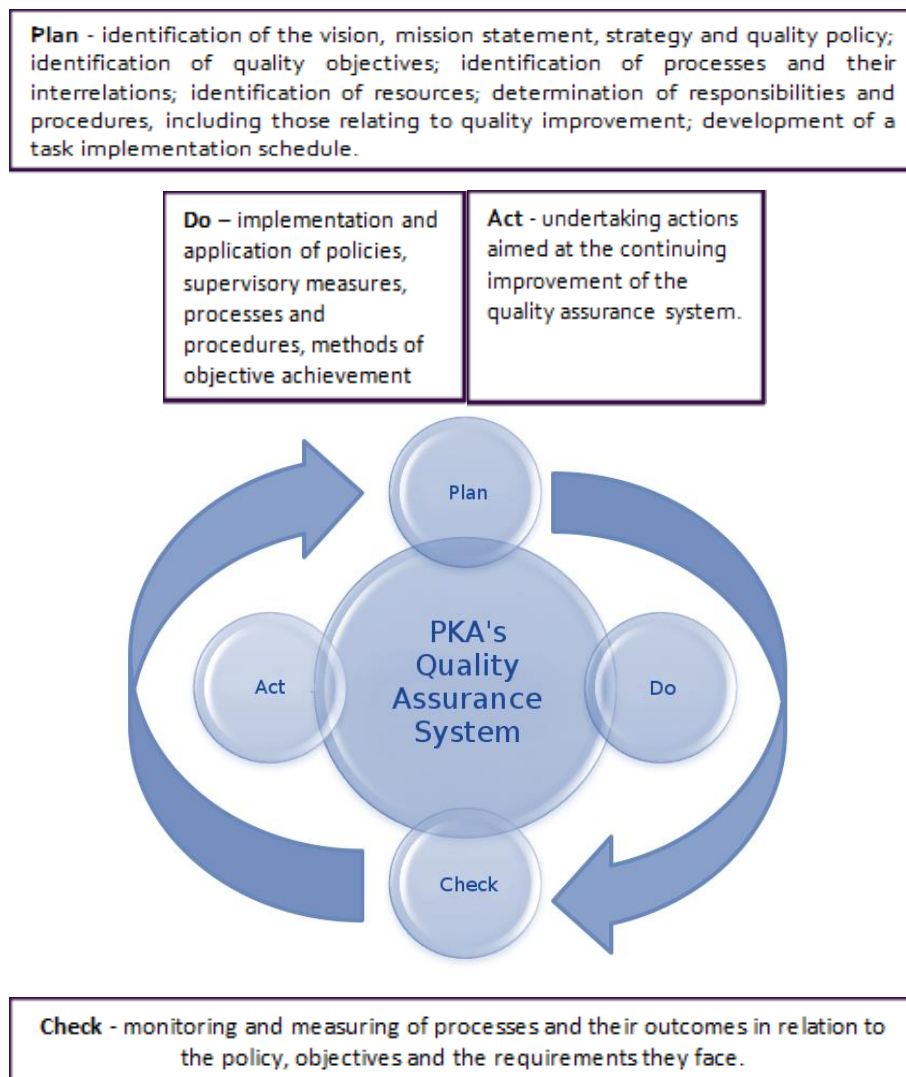 Plan - identification of the vision, mission statement, strategy and quality policy;
identification of quality objectives; identification of processes and their
interrelations; identification of resources; determination of responsibilities and
procedures, including those relating to quality improvement; development of a
task implementation schedule.
Do – implementation and
application of policies,
supervisory measures,
processes and
procedures, methods of
objective achievement
Act - undertaking actions
aimed at the continuing
improvement of the
quality assurance system.
Plan
PKA's
Quality
Assurance
System
Act
Do
Check
Check - monitoring and measuring of processes and their outcomes in relation to
the policy, objectives and the requirements they face.